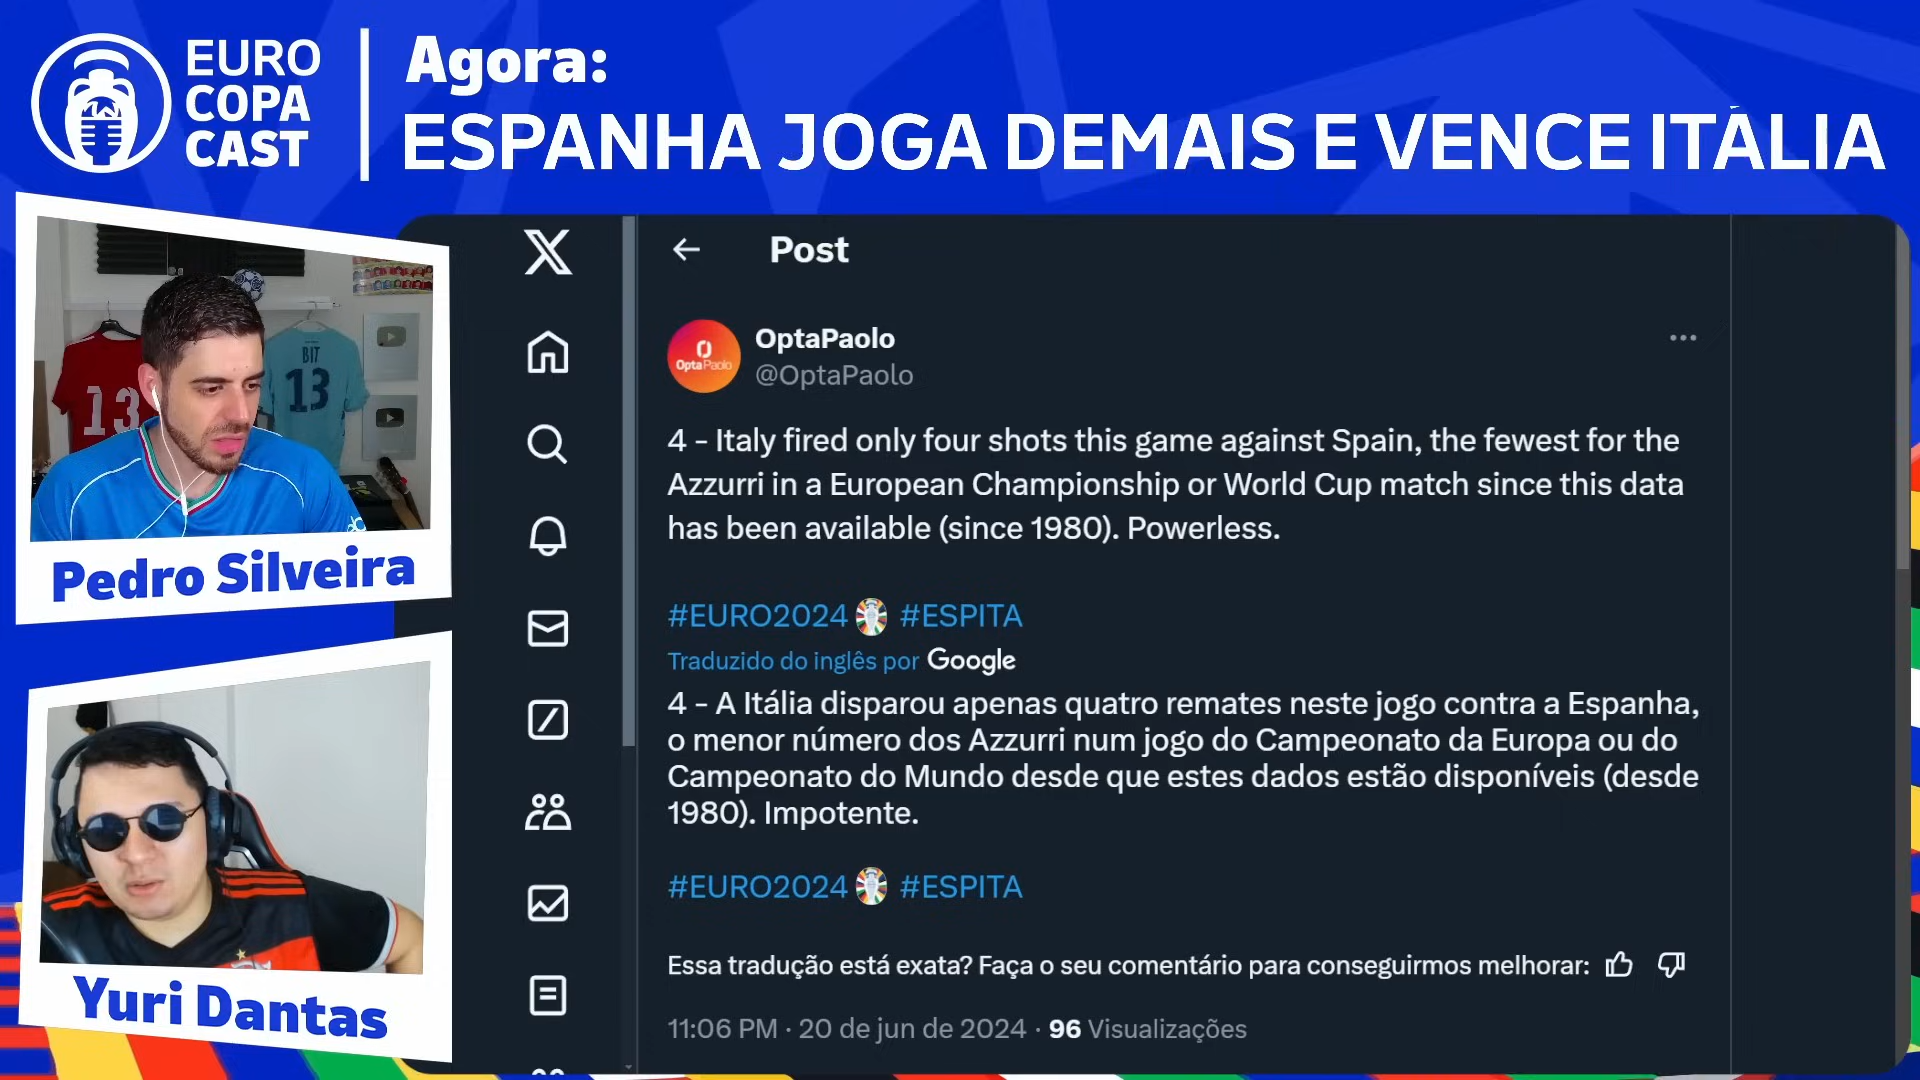 EURO
COPA
CAST
Agora:
ESPANHA JOGA DEMAIS E VENCE ITÁLIA
13
BIT
13
Pedro Silveira
Yuri Dantas
Post
OptaPaolo
OptaPaolo
@OptaPaolo
4 - Italy fired only four shots this game against Spain, the fewest for the
Azzurri in a European Championship or World Cup match since this data
has been available (since 1980). Powerless.
#EURO2024 #ESPITA
Traduzido do inglês por Google
4 - A Itália disparou apenas quatro remates neste jogo contra a Espanha,
o menor número dos Azzurri num jogo do Campeonato da Europa ou do
Campeonato do Mundo desde que estes dados estão disponíveis (desde
1980). Impotente.
#EURO2024 #ESPITA
Essa tradução está exata? Faça o seu comentário para conseguirmos melhorar:
11:06 PM · 20 de jun de 2024 · 96 Visualizações